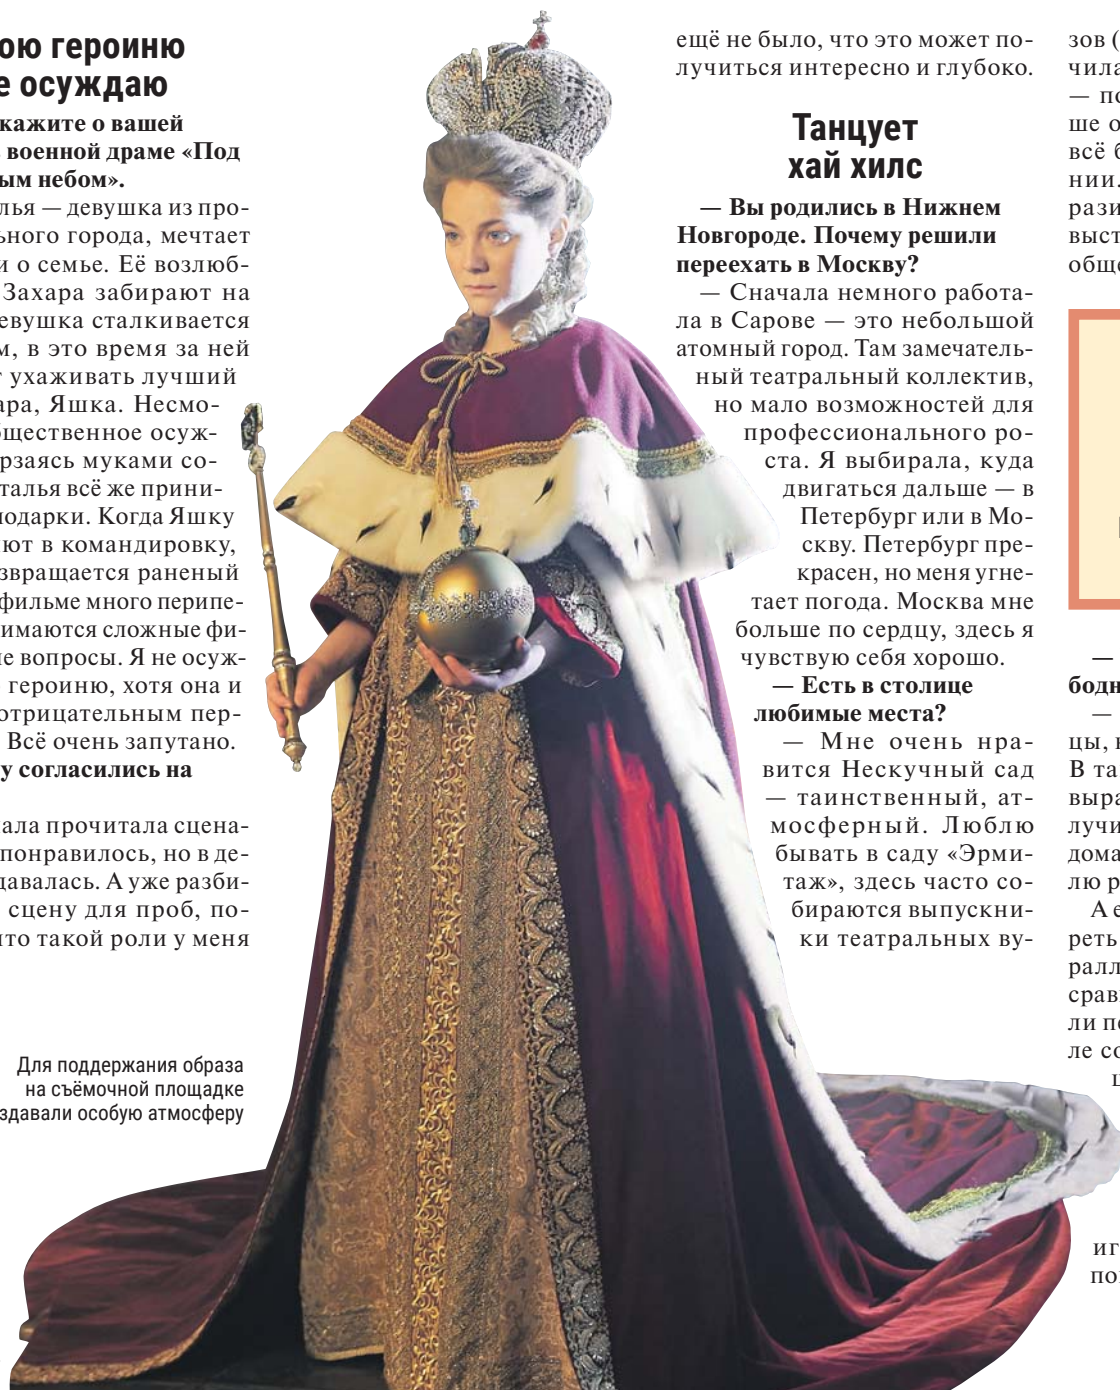 ою героиню
е осуждаю
кажите о вашей
военной драме «Под
ым небом».
лья — девушка из про-
ьного города, мечтает
и о семье. Её возлюб-
Захара забирают на
евушка сталкивается
м, в это время за ней
т ухаживать лучший
ара, Яшка. Несмо-
бщественное осуж-
рзаясь муками со-
талья всё же прини-
подарки. Когда Яшку
ют в командировку,
звращается раненый
фильме много перипе-
нимаются сложные фи-
ие вопросы. Я не осуж-
героиню, хотя она и
отрицательным пер-
Всё очень запутано.
у согласились на
ала прочитала сцена-
понравилось, но в де-
давалась. А уже разби-
сцену для проб, по-
что такой роли у меня
Для поддержания образа
на съёмочной площадке
здавали особую атмосферу
ещё не было, что это может по-
лучиться интересно и глубоко.
Танцует
хай хилс
— Вы родились в Нижнем
Новгороде. Почему решили
переехать в Москву?
— Сначала немного работа-
ла в Сарове — это небольшой
атомный город. Там замечатель-
ный театральный коллектив,
но мало возможностей для
профессионального ро-
ста. Я выбирала, куда
двигаться дальше — в
Петербург или в Мо-
скву. Петербург пре-
красен, но меня угне-
тает погода. Москва мне
больше по сердцу, здесь я
чувствую себя хорошо.
— Есть в столице
любимые места?
— Мне очень нра-
вится Нескучный сад
— таинственный, ат-
мосферный. Люблю
бывать в саду «Эрми-
таж», здесь часто со-
бираются выпускни-
ки театральных ву-
зов (
чила
— по
ше о
всё б
нии.
рази
выст
обще
—
бодн
—
цы, н
В та
выра
лучи
дома
лю р
А е
реть
ралл
срав
ли по
ле со
иг
по